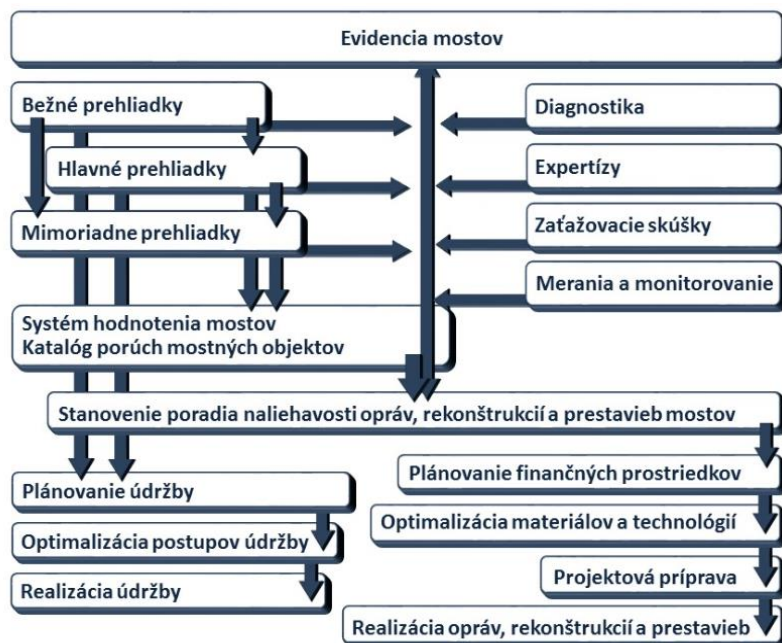 Evidencia mostov
Bežné prehliadky
Diagnostika
Hlavné prehliadky
Expertízy
Mimoriadne prehliadky
Zaťažovacie skúšky
Merania a monitorovanie
Systém hodnotenia mostov
Katalóg porúch mostných objektov
Stanovenie poradia naliehavosti opráv, rekonštrukcií a prestavieb mostov
Plánovanie finančných prostriedkov
Plánovanie údržby
Optimalizácia materiálov a technológií
Optimalizácia postupov údržby
Projektová príprava
Realizácia údržby
Realizácia opráv, rekonštrukcií a prestavieb